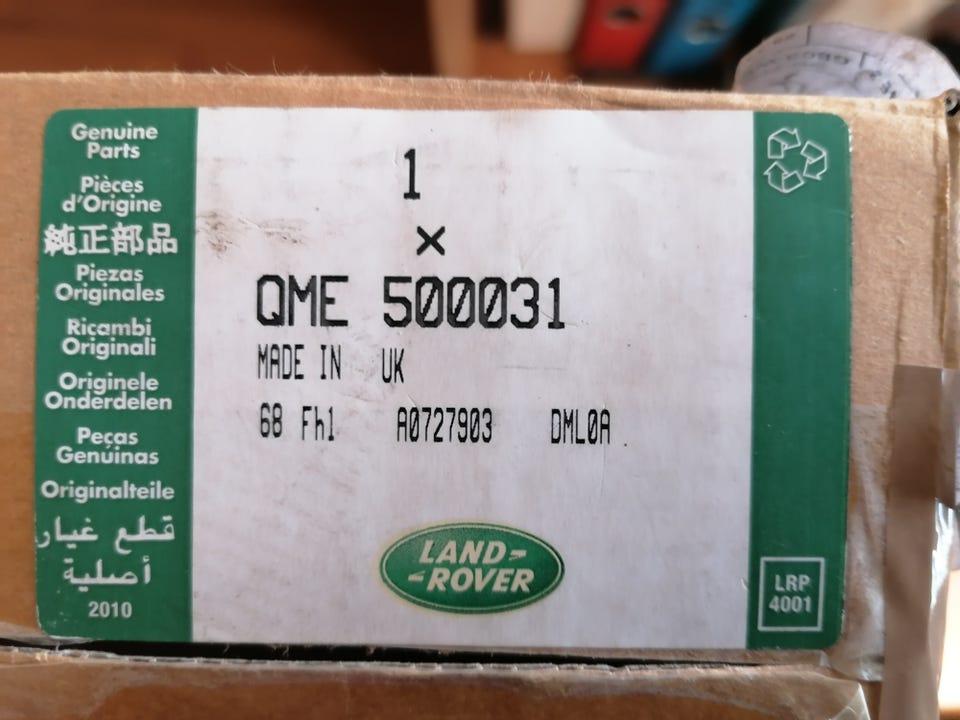 Genuine
Parts
Pièces
d'Origine
純正部品
Piezas
Originales
Ricambi
Originali
Originele
Onderdelen
Peças
Genuinas
Originalteile
قطع غيار
أصلية
2010
1
×
QME 500031
MADE IN UK
68 Fh1 A0727903 DML0A
LAND-
-ROVER
LRP
4001